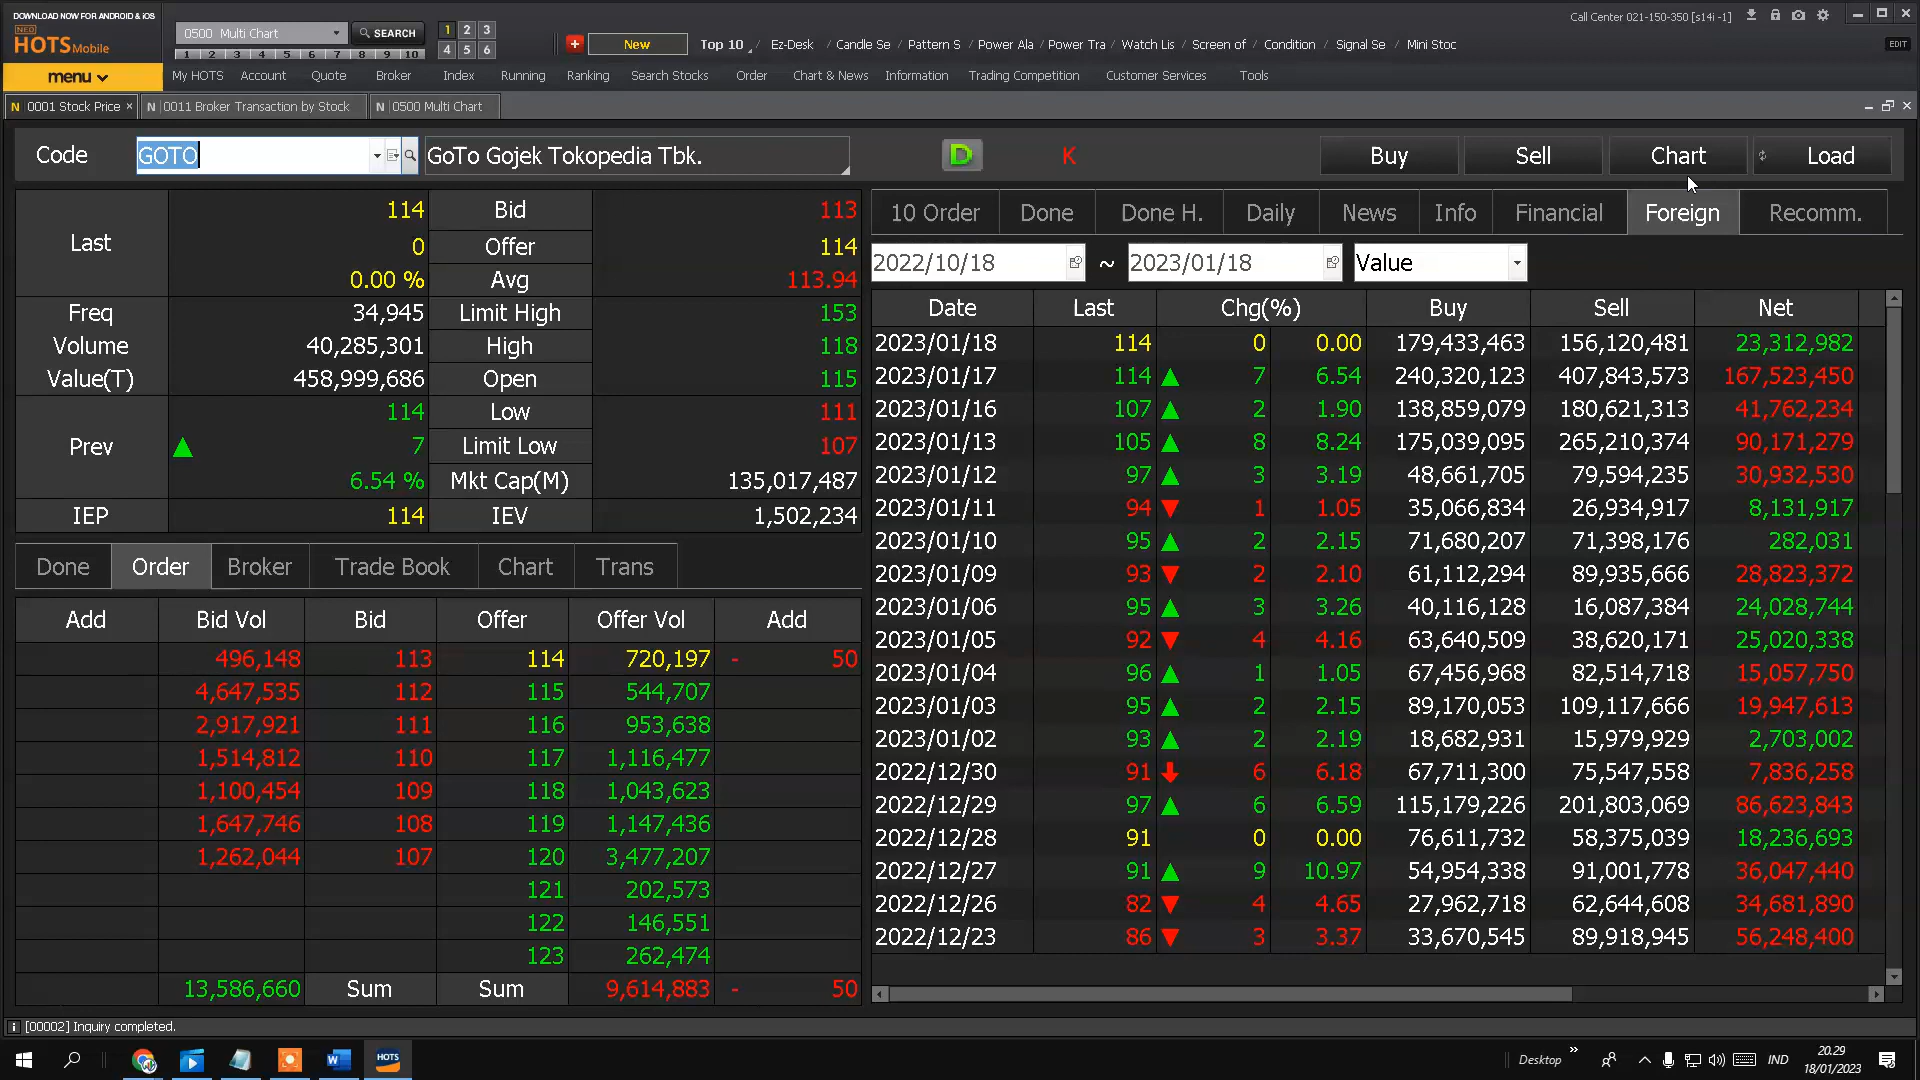 DOWNLOAD NOW FOR ANDROID & iOS
NEO
HOTS Mobile
menu
0500 Multi Chart
SEARCH
1 2 3 4 5 6 7 8 9 10
1 2 3
4 5 6
New
Top 10 Ez-Desk / Candle Se / Pattern S / Power Ala / Power Tra / Watch Lis / Screen of / Condition / Signal Se / Mini Stoc
Call Center 021-150-350 [s14i -1]
EDIT
My HOTS Account Quote Broker Index Running Ranking Search Stocks Order Chart & News Information Trading Competition Customer Services Tools
N 0001 Stock Price × N 0011 Broker Transaction by Stock N 0500 Multi Chart
Code GOTO GoTo Gojek Tokopedia Tbk. D K Buy Sell Chart Load
Last 114 Bid 113
0 Offer 114
0.00 % Avg 113.94
Freq 34,945 Limit High 153
Volume 40,285,301 High 118
Value(T) 458,999,686 Open 115
Prev 114 Low 111
▲ 7 Limit Low 107
6.54 % Mkt Cap(M) 135,017,487
IEP 114 IEV 1,502,234
Done Order Broker Trade Book Chart Trans
Add Bid Vol Bid Offer Offer Vol Add
496,148 113 114 720,197 - 50
4,647,535 112 115 544,707
2,917,921 111 116 953,638
1,514,812 110 117 1,116,477
1,100,454 109 118 1,043,623
1,647,746 108 119 1,147,436
1,262,044 107 120 3,477,207
121 202,573
122 146,551
123 262,474
13,586,660 Sum Sum 9,614,883 - 50
10 Order Done Done H. Daily News Info Financial Foreign Recomm.
2022/10/18 ~ 2023/01/18 Value
Date Last Chg(%) Buy Sell Net
2023/01/18 114 0 0.00 179,433,463 156,120,481 23,312,982
2023/01/17 114 ▲ 7 6.54 240,320,123 407,843,573 167,523,450
2023/01/16 107 ▲ 2 1.90 138,859,079 180,621,313 41,762,234
2023/01/13 105 ▲ 8 8.24 175,039,095 265,210,374 90,171,279
2023/01/12 97 ▲ 3 3.19 48,661,705 79,594,235 30,932,530
2023/01/11 94 ▼ 1 1.05 35,066,834 26,934,917 8,131,917
2023/01/10 95 ▲ 2 2.15 71,680,207 71,398,176 282,031
2023/01/09 93 ▼ 2 2.10 61,112,294 89,935,666 28,823,372
2023/01/06 95 ▲ 3 3.26 40,116,128 16,087,384 24,028,744
2023/01/05 92 ▼ 4 4.16 63,640,509 38,620,171 25,020,338
2023/01/04 96 ▲ 1 1.05 67,456,968 82,514,718 15,057,750
2023/01/03 95 ▲ 2 2.15 89,170,053 109,117,666 19,947,613
2023/01/02 93 ▲ 2 2.19 18,682,931 15,979,929 2,703,002
2022/12/30 91 ⬇ 6 6.18 67,711,300 75,547,558 7,836,258
2022/12/29 97 ▲ 6 6.59 115,179,226 201,803,069 86,623,843
2022/12/28 91 0 0.00 76,611,732 58,375,039 18,236,693
2022/12/27 91 ▲ 9 10.97 54,954,338 91,001,778 36,047,440
2022/12/26 82 ▼ 4 4.65 27,962,718 62,644,608 34,681,890
2022/12/23 86 ▼ 3 3.37 33,670,545 89,918,945 56,248,400
[00002] Inquiry completed.
HOTS
Desktop » IND 20.29
18/01/2023